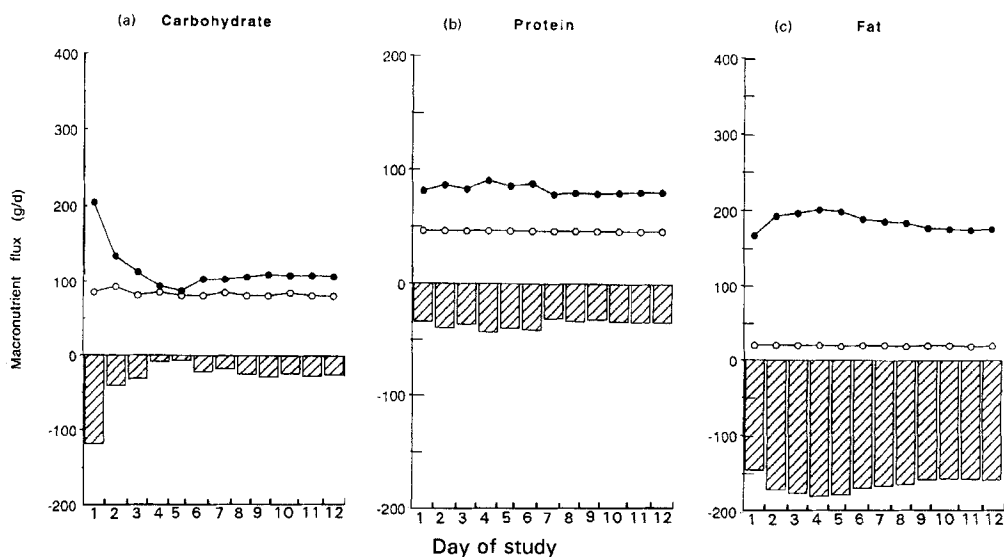 (a) Carbohydrate
(b) Protein
(c) Fat
Macronutrient flux (g/d)
400
300
200
100
0
-100
-200
1 2 3 4 5 6 7 8 9 10 11 12
200
100
0
-100
-200
1 2 3 4 5 6 7 8 9 10 11 12
400
300
200
100
0
-100
-200
1 2 3 4 5 6 7 8 9 10 11 12
Day of study